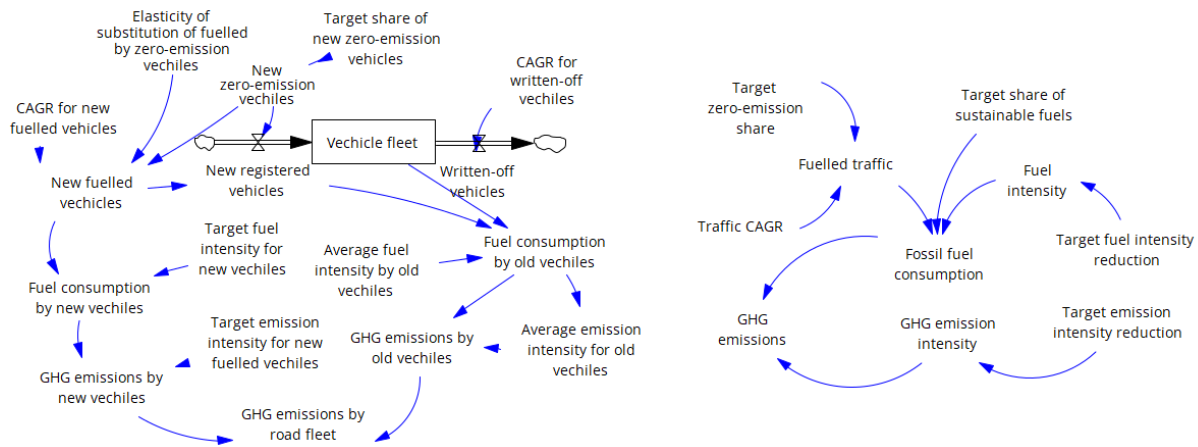 Elasticity of
substitution of fuelled
by zero-emission
vechiles
Target share of
new zero-emission
vehicles
New
zero-emission
vechiles
CAGR for
written-off
vechiles
CAGR for new
fuelled vehicles
Vechicle fleet
New fuelled
vechicles
New registered
vehicles
Written-off
vehicles
Target fuel
intensity for
new vechiles
Average fuel
intensity by old
vechiles
Fuel consumption
by old vechiles
Fuel consumption
by new vechiles
Target emission
intensity for new
fuelled vechiles
GHG emissions by
old vechiles
Average emission
intensity for old
vechiles
GHG emissions by
new vechiles
GHG emissions by
road fleet
Target
zero-emission
share
Target share of
sustainable fuels
Fuelled traffic
Fuel
intensity
Traffic CAGR
Fossil fuel
consumption
Target fuel intensity
reduction
GHG
emissions
GHG emission
intensity
Target emission
intensity reduction